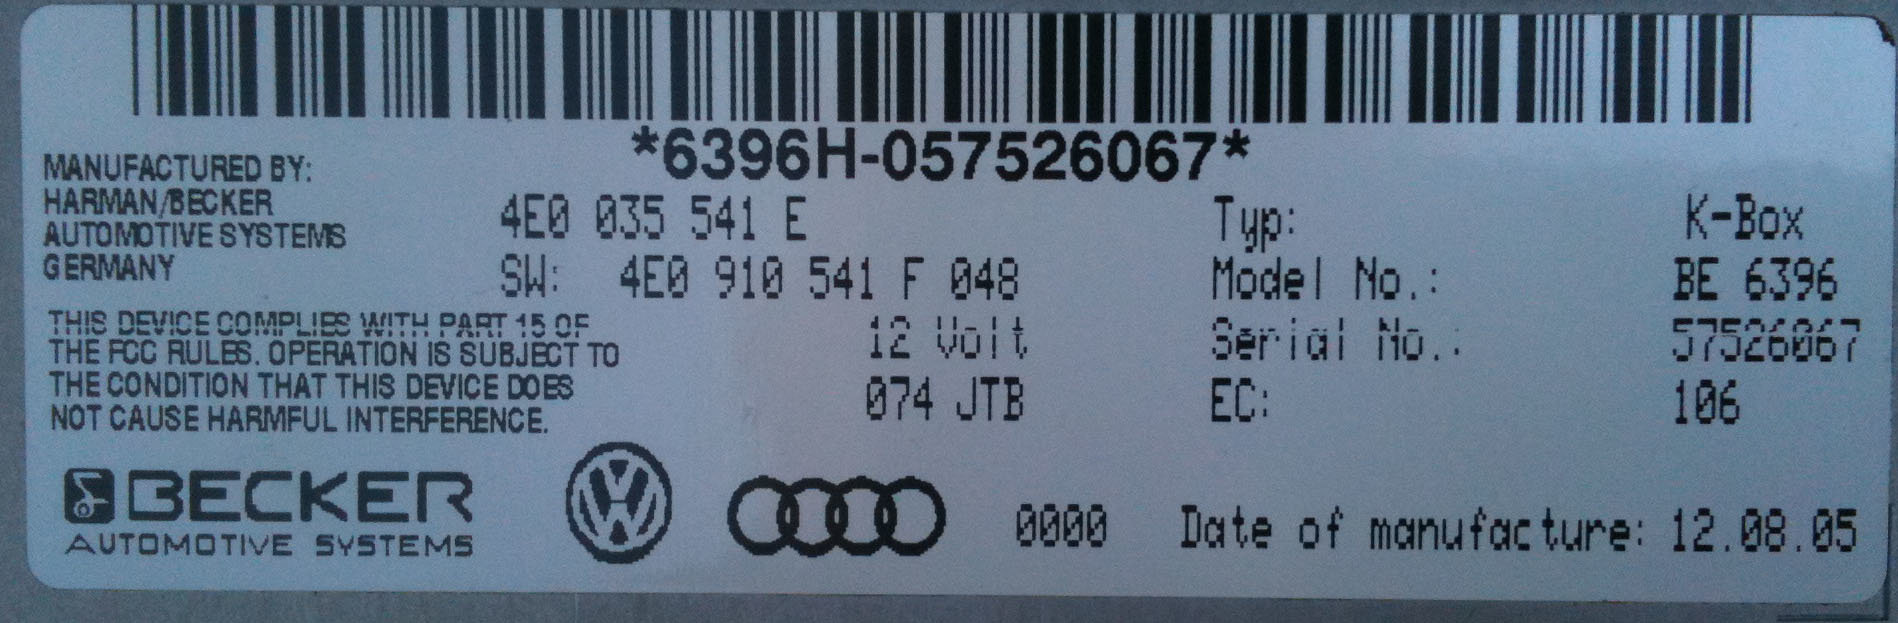 *6396H-057526067*
MANUFACTURED BY:
HARMAN/BECKER
AUTOMOTIVE SYSTEMS
GERMANY
4E0 035 541 E
SW: 4E0 910 541 F 048
12 Volt
074 JTB
Typ: K-Box
Model No.: BE 6396
Serial No.: 57526067
EC: 106
THIS DEVICE COMPLIES WITH PART 15 OF
THE FCC RULES. OPERATION IS SUBJECT TO
THE CONDITION THAT THIS DEVICE DOES
NOT CAUSE HARMFUL INTERFERENCE.
BECKER
AUTOMOTIVE SYSTEMS
VW
0000 Date of manufacture: 12.08.05